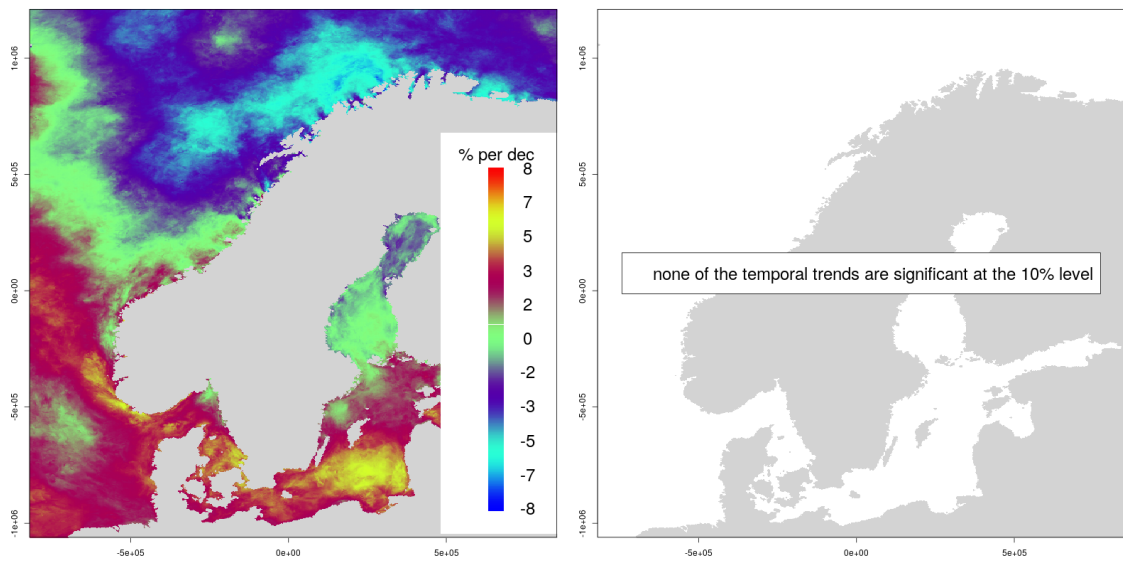 % per dec
8
7
5
3
2
0
-2
-3
-5
-7
-8
1e+06
5e+05
0e+00
-5e+05
-1e+06
-5e+05 0e+00 5e+05
1e+06
5e+05
0e+00
-5e+05
-1e+06
none of the temporal trends are significant at the 10% level
-5e+05 0e+00 5e+05